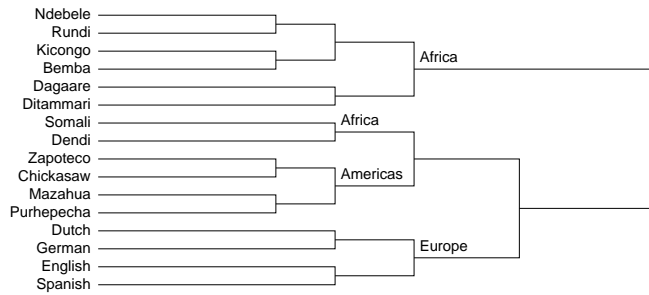 Ndebele
Rundi
Kicongo
Bemba
Dagaare
Ditammari
Somali
Dendi
Zapoteco
Chickasaw
Mazahua
Purhepecha
Dutch
German
English
Spanish
Africa
Africa
Americas
Europe